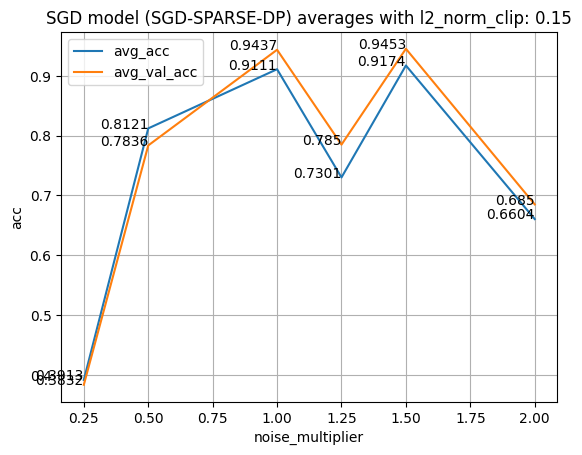 SGD model (SGD-SPARSE-DP) averages with l2_norm_clip: 0.15
avg_acc
avg_val_acc
0.9437
0.9111
0.9453
0.9174
0.8121
0.7836
0.785
0.7301
0.685
0.6604
0.3913
0.3832
0.9
0.8
0.7
0.6
0.5
acc
0.25 0.50 0.75 1.00 1.25 1.50 1.75 2.00
noise_multiplier